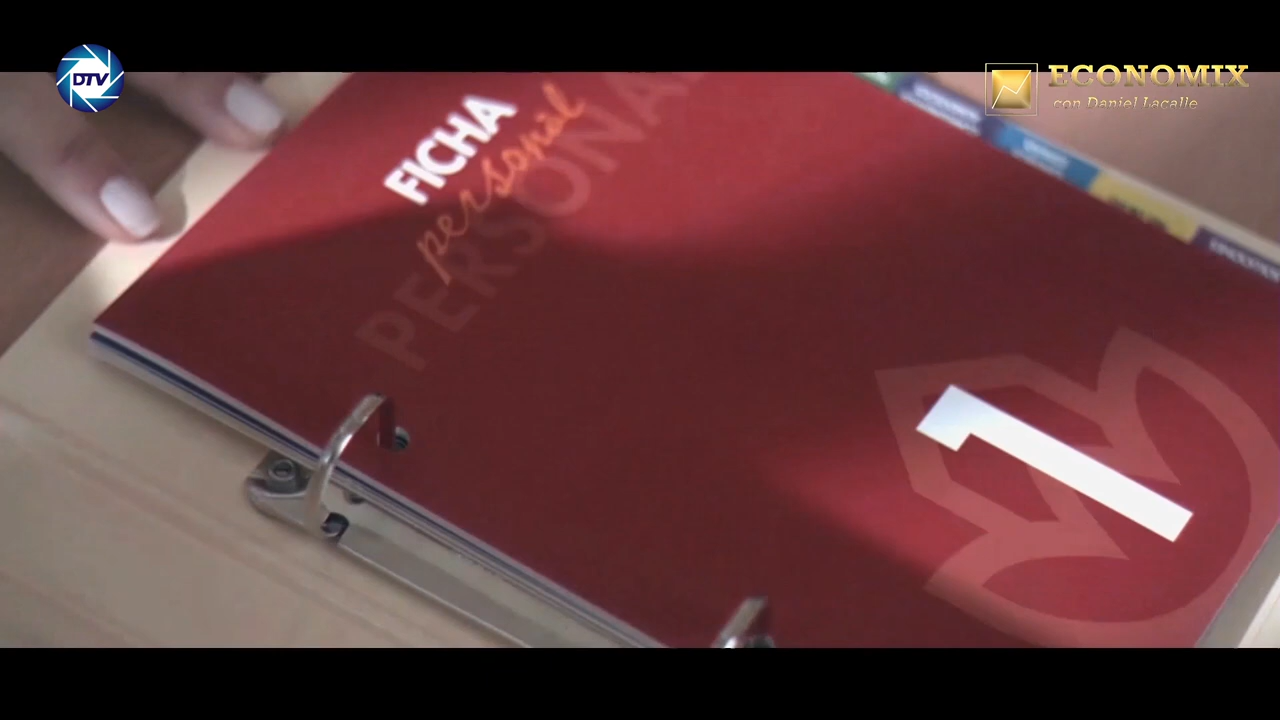 DTV
ECONOMIX
con Daniel Lacalle
FICHA
personal
PERSONAL
1